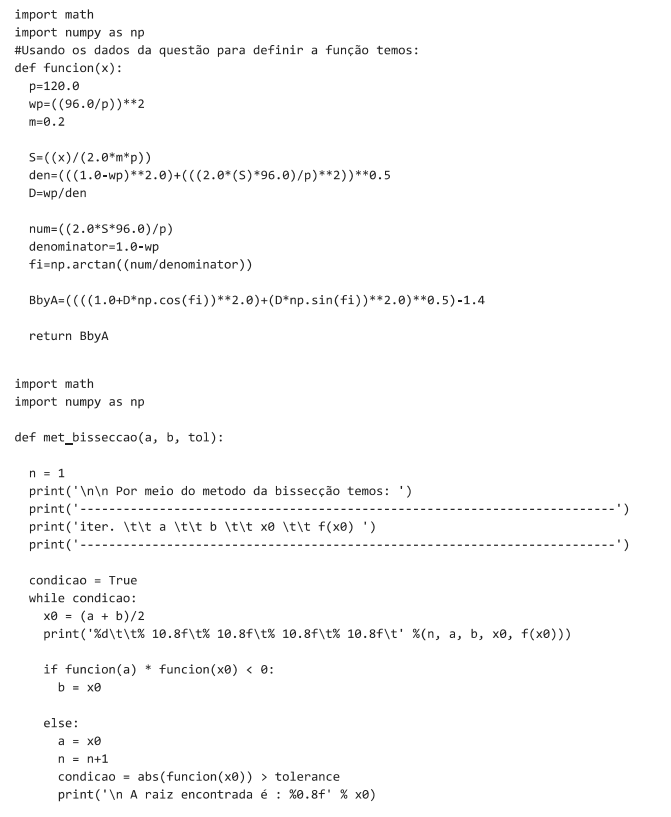 import math
import numpy as np
#Usando os dados da questão para definir a função temos:
def funcion(x):
  p=120.0
  wp=((96.0/p))**2
  m=0.2

  S=((x)/(2.0*m*p))
  den=(((1.0-wp)**2.0)+(((2.0*(S)*96.0)/p)**2))**0.5
  D=wp/den

  num=((2.0*S*96.0)/p)
  denominator=1.0-wp
  fi=np.arctan((num/denominator))

  BbyA=((((1.0+D*np.cos(fi))**2.0)+(D*np.sin(fi))**2.0)**0.5)-1.4

  return BbyA


import math
import numpy as np

def met_bisseccao(a, b, tol):

  n = 1
  print('\n\n Por meio do metodo da bissecção temos: ')
  print('--------------------------------------------------------------------------')
  print('iter. \t\t a \t\t b \t\t x0 \t\t f(x0) ')
  print('--------------------------------------------------------------------------')

  condicao = True
  while condicao:
    x0 = (a + b)/2
    print('%d\t\t% 10.8f\t% 10.8f\t% 10.8f\t% 10.8f\t' %(n, a, b, x0, f(x0)))

    if funcion(a) * funcion(x0) < 0:
      b = x0

    else:
      a = x0
      n = n+1
      condicao = abs(funcion(x0)) > tolerance
      print('\n A raiz encontrada é : %0.8f' % x0)